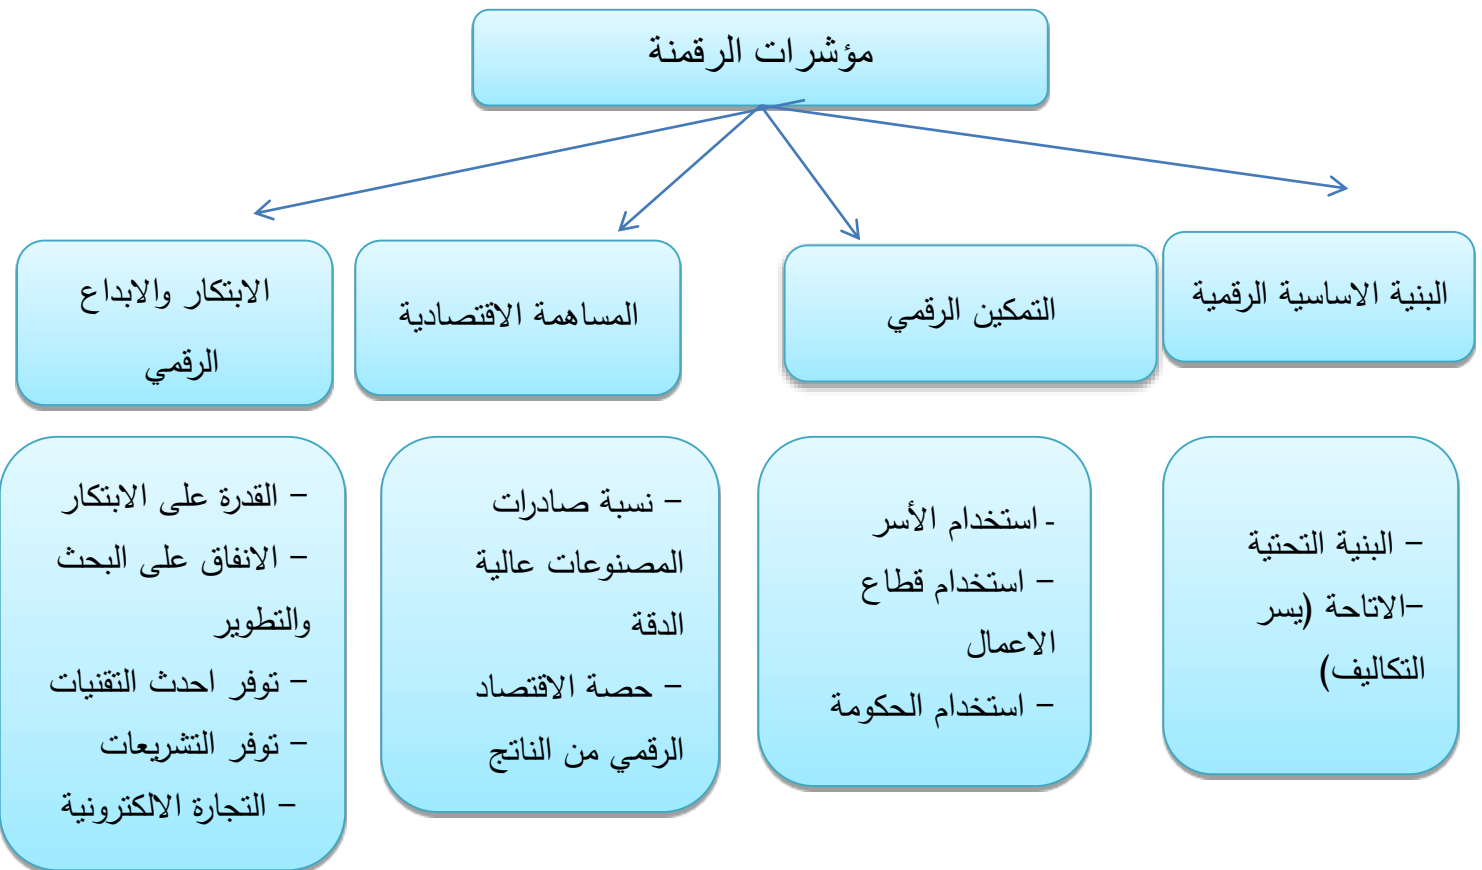 مؤشرات الرقمنة
البنية الاساسية الرقمية
التمكين الرقمي
المساهمة الاقتصادية
الابتكار والابداع
الرقمي
– البنية التحتية
–الاتاحة (يسر
التكاليف)
- استخدام الأسر
– استخدام قطاع
الاعمال
– استخدام الحكومة
– نسبة صادرات
المصنوعات عالية
الدقة
– حصة الاقتصاد
الرقمي من الناتج
– القدرة على الابتكار
– الانفاق على البحث
والتطوير
– توفر احدث التقنيات
– توفر التشريعات
– التجارة الالكترونية